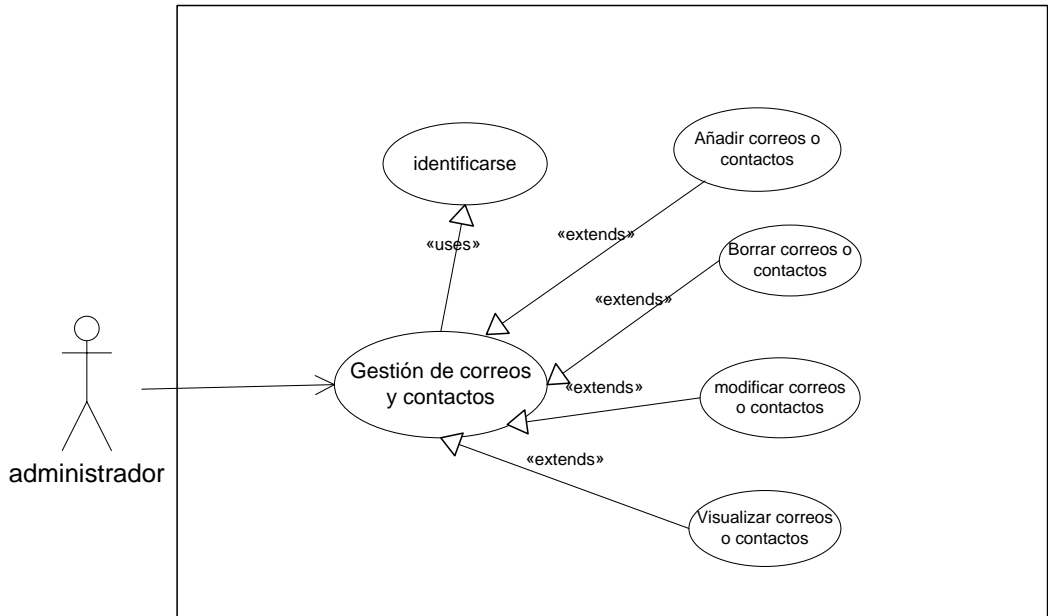 Añadir correos o
contactos
identificarse
«uses»
«extends»
Borrar correos o
contactos
«extends»
Gestión de correos
y contactos
«extends»
modificar correos
o contactos
«extends»
administrador
Visualizar correos
o contactos